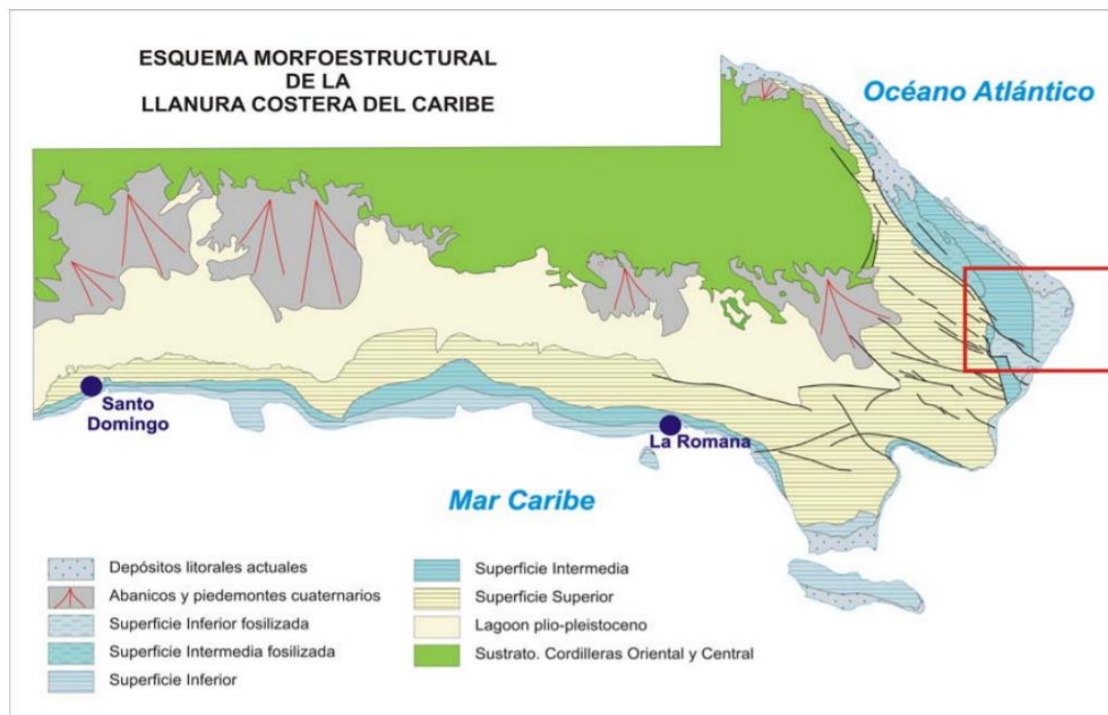 ESQUEMA MORFOESTRUCTURAL
DE LA
LLANURA COSTERA DEL CARIBE
Océano Atlántico
Santo
Domingo
La Romana
Mar Caribe
Depósitos litorales actuales
Abanicos y piedemontes cuaternarios
Superficie Inferior fosilizada
Superficie Intermedia fosilizada
Superficie Inferior
Superficie Intermedia
Superficie Superior
Lagoon plio-pleistoceno
Sustrato. Cordilleras Oriental y Central